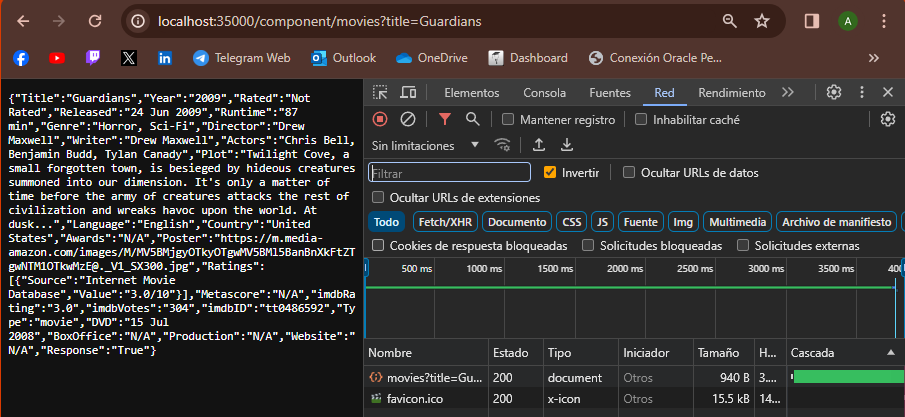 localhost:35000/component/movies?title=Guardians
A
Telegram Web
Outlook
OneDrive
Dashboard
Conexión Oracle Pe...
{"Title":"Guardians","Year":"2009","Rated":"Not
Rated","Released":"24 Jun 2009","Runtime":"87
min","Genre":"Horror, Sci-Fi","Director":"Drew
Maxwell","Writer":"Drew Maxwell","Actors":"Chris Bell,
Benjamin Budd, Tylan Canady","Plot":"Twilight Cove, a
small forgotten town, is besieged by hideous creatures
summoned into our dimension. It's only a matter of
time before the army of creatures attacks the rest of
civilization and wreaks havoc upon the world. At
dusk...","Language":"English","Country":"United
States","Awards":"N/A","Poster":"https://m.media-
amazon.com/images/M/MV5BMjgyOTkyOTgwMV5BMl5BanBnXkFtZT
gwNTM1OTkwMzE@._V1_SX300.jpg","Ratings":
[{"Source":"Internet Movie
Database","Value":"3.0/10"}],"Metascore":"N/A","imdbRa
ting":"3.0","imdbVotes":"304","imdbID":"tt0486592","Ty
pe":"movie","DVD":"15 Jul
2008","BoxOffice":"N/A","Production":"N/A","Website":"
N/A","Response":"True"}
Elementos
Consola
Fuentes
Red
Rendimiento
Mantener registro
Inhabilitar caché
Sin limitaciones
Filtrar
Invertir
Ocultar URLs de datos
Ocultar URLs de extensiones
Todo
Fetch/XHR
Documento
CSS
JS
Fuente
Img
Multimedia
Archivo de manifiesto
Cookies de respuesta bloqueadas
Solicitudes bloqueadas
Solicitudes externas
500 ms
1000 ms
1500 ms
2000 ms
2500 ms
3000 ms
3500 ms
400
Nombre
Estado
Tipo
Iniciador
Tamaño
H...
Cascada
movies?title=Gu...
200
document
Otros
940 B
3....
favicon.ico
200
x-icon
Otros
15.5 kB
14...